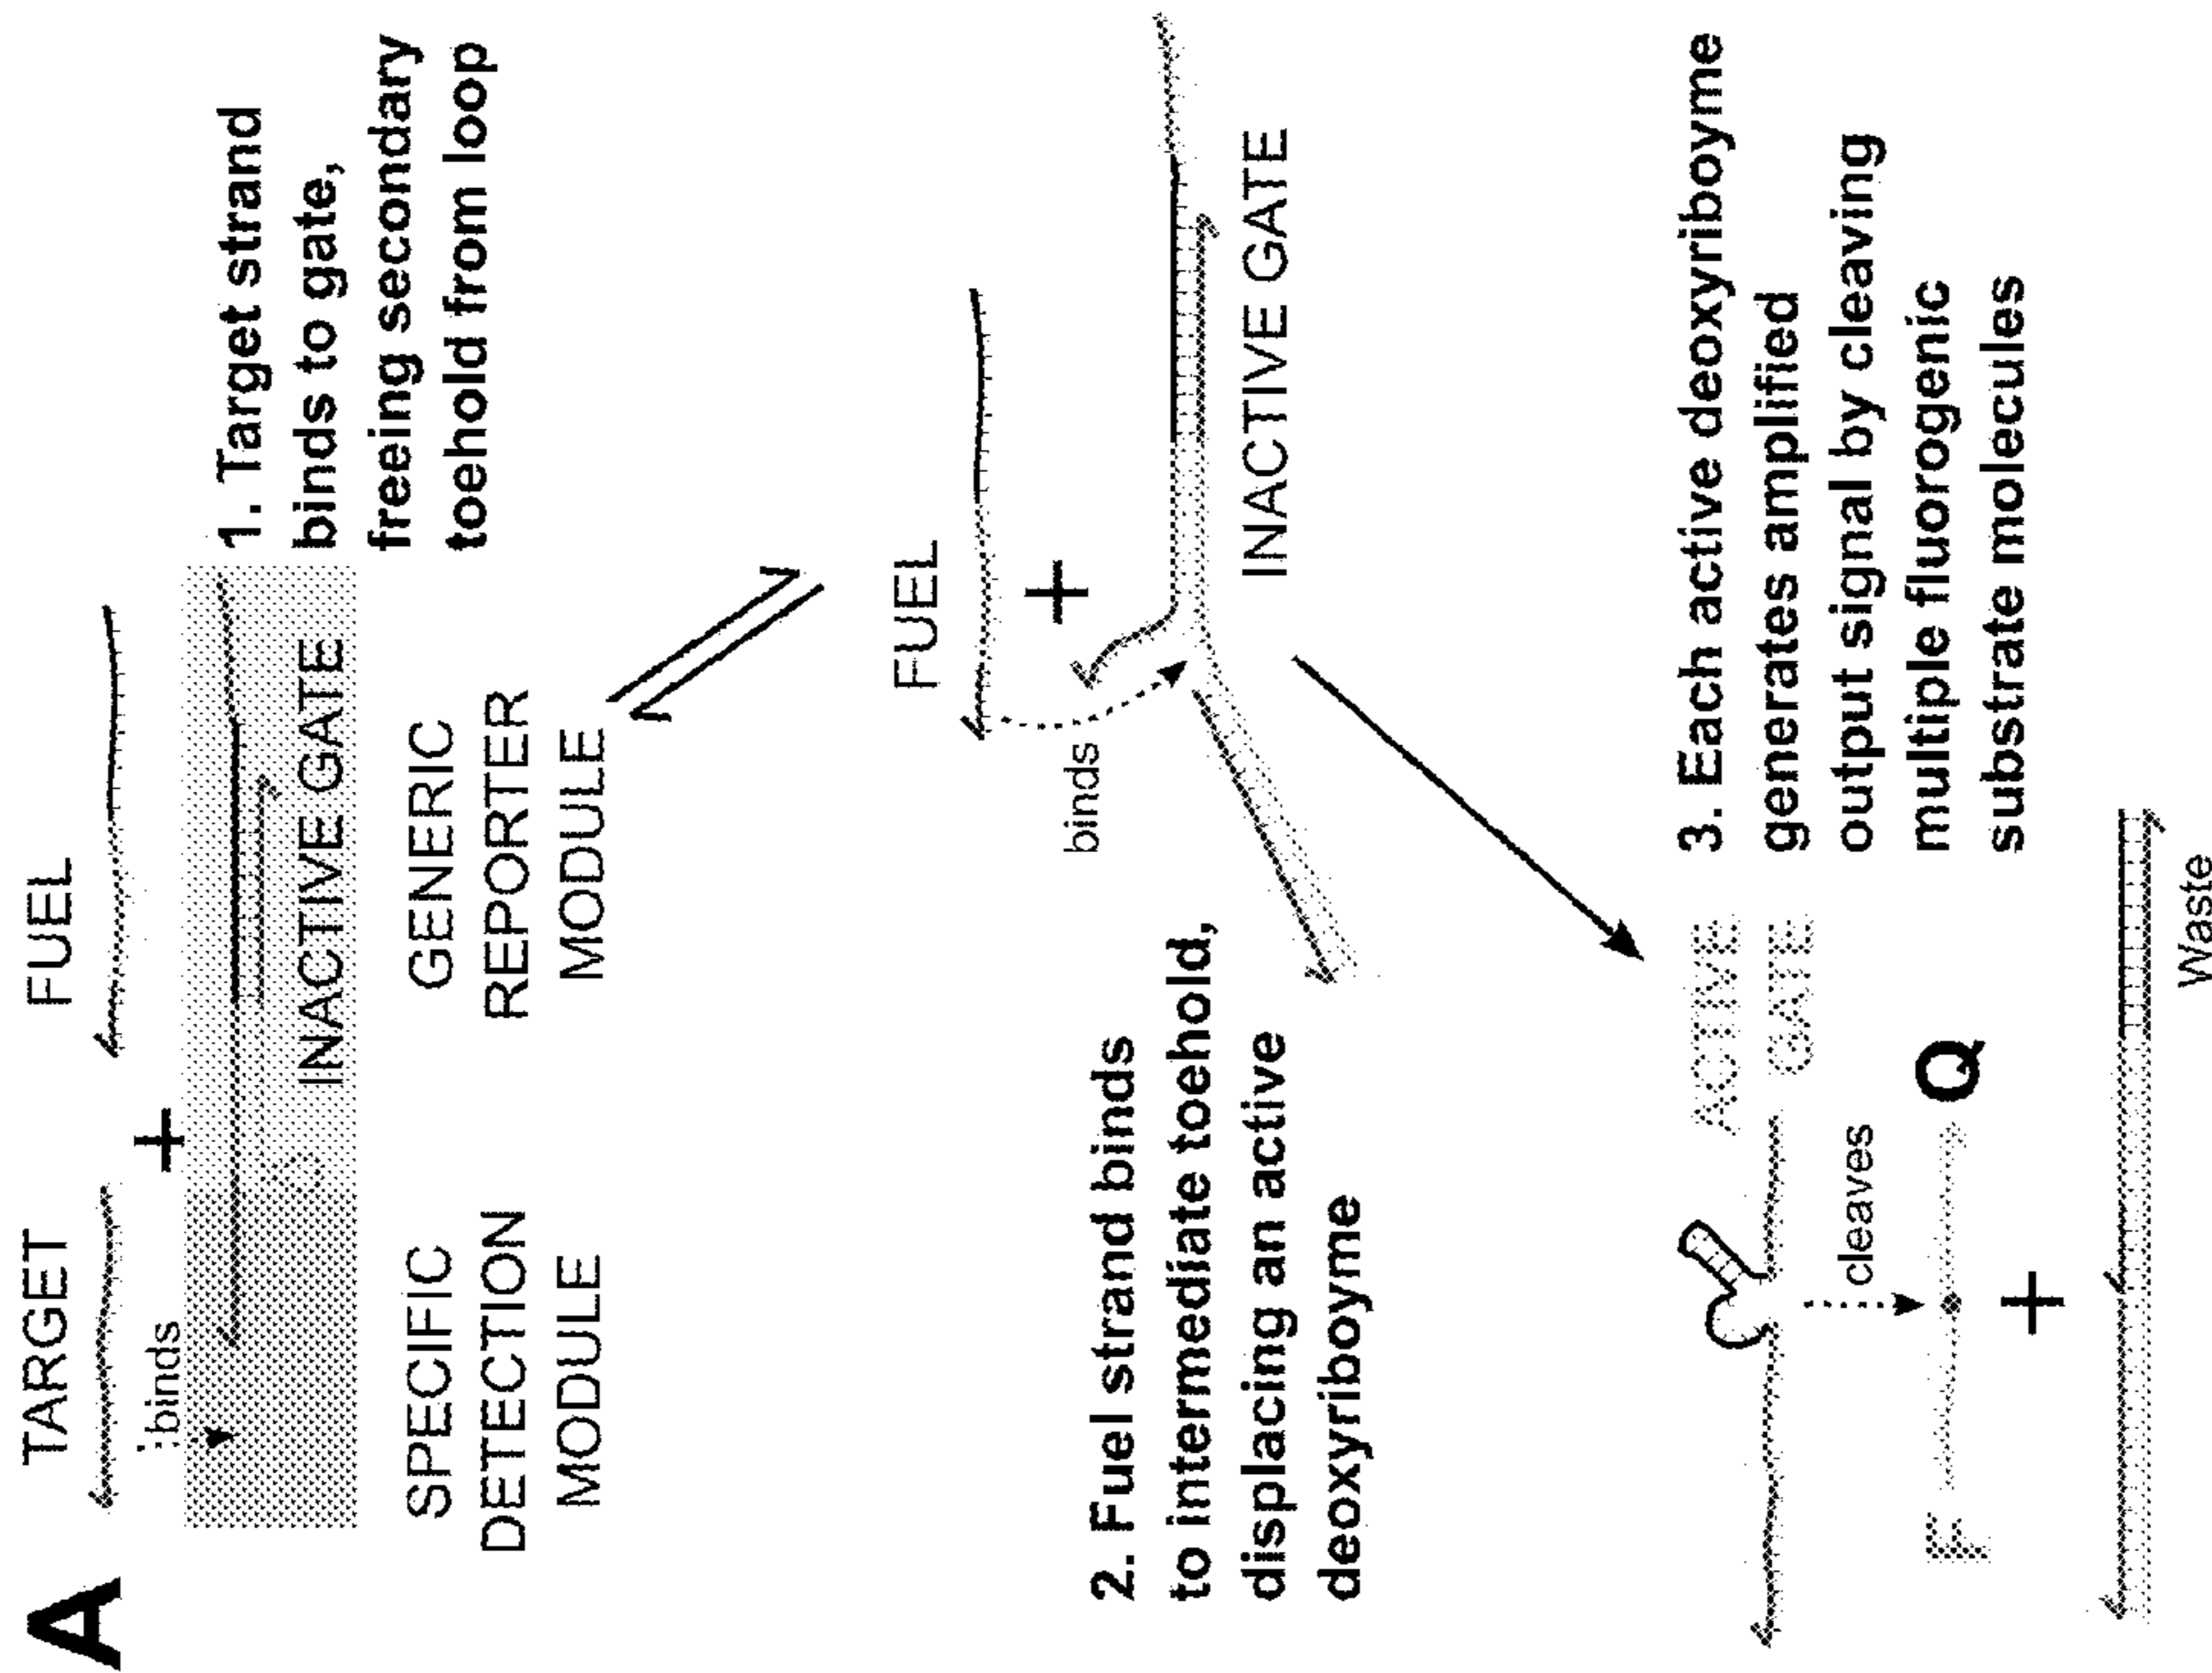 A
TARGET
FUEL
binds
+
INACTIVE GATE
1. Target strand
binds to gate,
freeing secondary
toehold from loop
SPECIFIC
DETECTION
MODULE
GENERIC
REPORTER
MODULE
FUEL
+
binds
INACTIVE GATE
2. Fuel strand binds
to intermediate toehold,
displacing an active
deoxyriboyme
ACTIVE
GATE
cleaves
F
Q
+
Waste
3. Each active deoxyriboyme
generates amplified
output signal by cleaving
multiple fluorogenic
substrate molecules